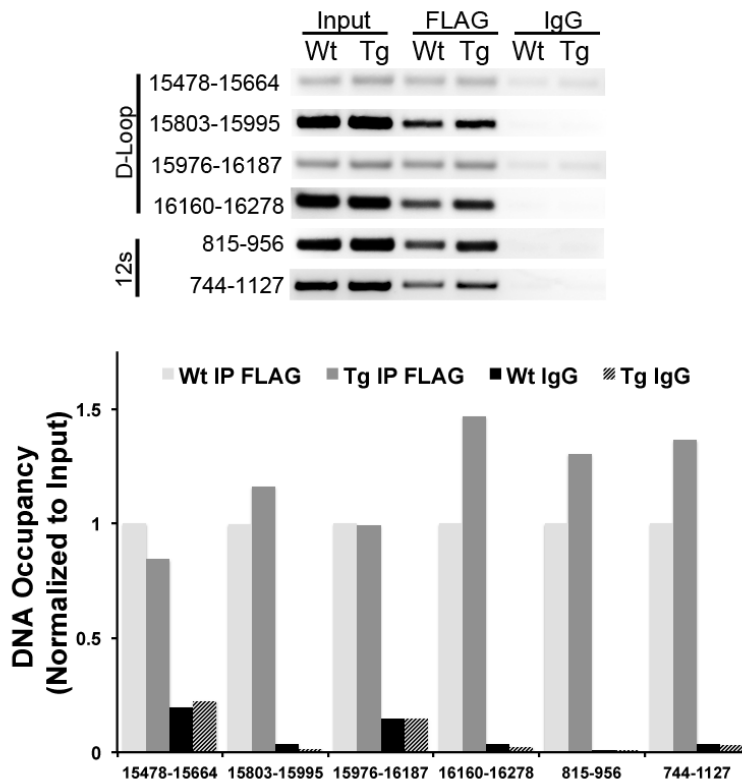 Input FLAG IgG
Wt Tg Wt Tg Wt Tg
D-Loop
15478-15664
15803-15995
15976-16187
16160-16278
12s
815-956
744-1127
Wt IP FLAG Tg IP FLAG Wt IgG Tg IgG
DNA Occupancy
(Normalized to Input)
1.5
1
0.5
0
15478-15664 15803-15995 15976-16187 16160-16278 815-956 744-1127